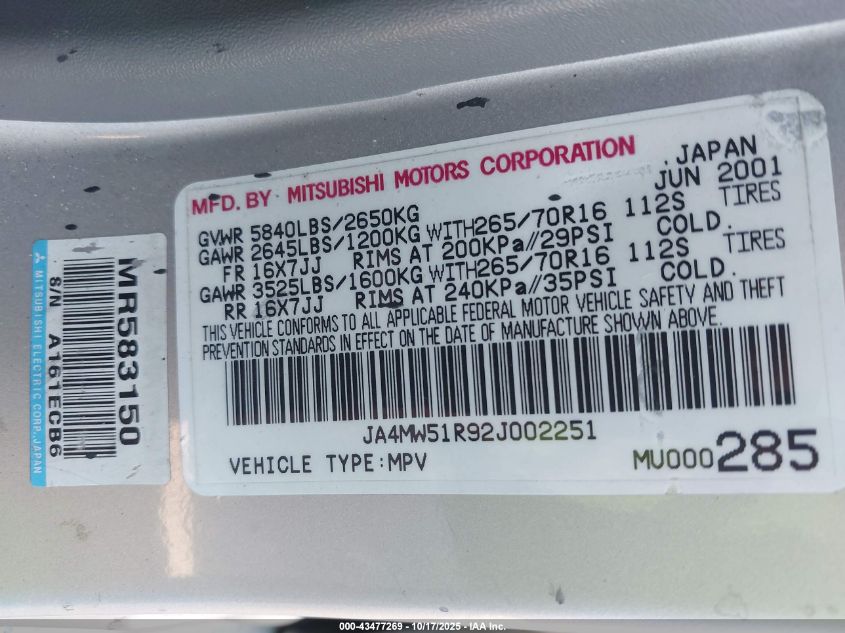 MFD. BY MITSUBISHI MOTORS CORPORATION JAPAN
JUN 2001
GVWR 5840LBS/2650KG
GAWR 2645LBS/1200KG WITH 265/70R16 112S TIRES
FR 16X7JJ RIMS AT 200KPa//29PSI COLD.
GAWR 3525LBS/1600KG WITH 265/70R16 112S TIRES
RR 16X7JJ RIMS AT 240KPa//35PSI COLD.
THIS VEHICLE CONFORMS TO ALL APPLICABLE FEDERAL MOTOR VEHICLE SAFETY AND THEFT
PREVENTION STANDARDS IN EFFECT ON THE DATE OF MANUFACTURE SHOWN ABOVE.
JA4MW51R92J002251
VEHICLE TYPE:MPV MU000285
MR583150
S/N A161ECB6
MITSUBISHI ELECTRIC CORP. JAPAN
000-43477269 - 10/17/2025 - IAA Inc.